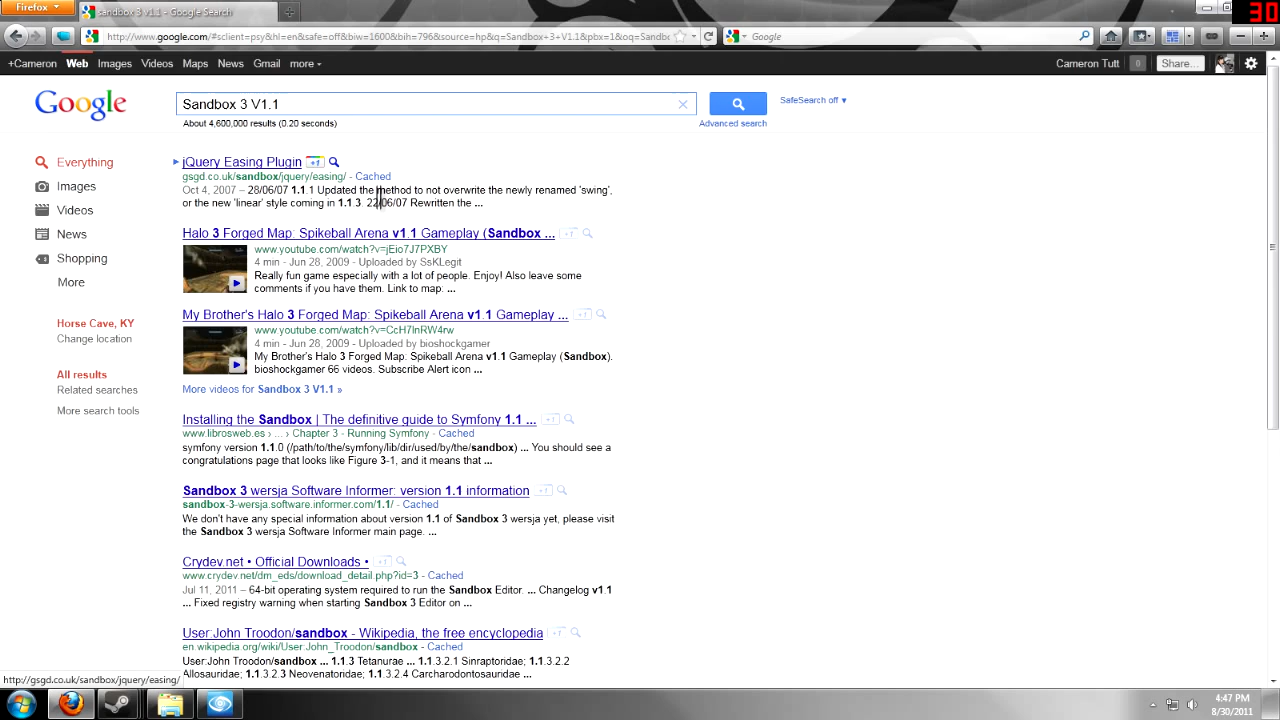 Firefox
sandbox 3 v1.1 - Google Search
30
http://www.google.com/#sclient=psy&hl=en&safe=off&biw=1600&bih=796&source=hp&q=Sandbox+3+V1.1&pbx=1&oq=Sandbo
Google
+Cameron Web Images Videos Maps News Gmail more
Cameron Tutt 0 Share...
Google
Sandbox 3 V1.1
SafeSearch off
About 4,600,000 results (0.20 seconds)
Advanced search
Everything
Images
Videos
News
Shopping
More
Horse Cave, KY
Change location
All results
Related searches
More search tools
jQuery Easing Plugin +1
gsgd.co.uk/sandbox/jquery/easing/ - Cached
Oct 4, 2007 – 28/06/07 1.1.1 Updated the method to not overwrite the newly renamed 'swing'.
or the new 'linear' style coming in 1.1.3. 22/06/07 Rewritten the ...
Halo 3 Forged Map: Spikeball Arena v1.1 Gameplay (Sandbox ... +1
www.youtube.com/watch?v=jEio7J7PXBY
4 min - Jun 28, 2009 - Uploaded by SsKLegit
Really fun game especially with a lot of people. Enjoy! Also leave some
comments if you have them. Link to map: ...
My Brother's Halo 3 Forged Map: Spikeball Arena v1.1 Gameplay ... +1
www.youtube.com/watch?v=CcH7InRW4rw
4 min - Jun 28, 2009 - Uploaded by bioshockgamer
My Brother's Halo 3 Forged Map: Spikeball Arena v1.1 Gameplay (Sandbox).
bioshockgamer 66 videos. Subscribe Alert icon ...
More videos for Sandbox 3 V1.1 »
Installing the Sandbox | The definitive guide to Symfony 1.1 ... +1
www.librosweb.es › ... › Chapter 3 - Running Symfony - Cached
symfony version 1.1.0 (/path/to/the/symfony/lib/dir/used/by/the/sandbox) ... You should see a
congratulations page that looks like Figure 3-1, and it means that ...
Sandbox 3 wersja Software Informer: version 1.1 information +1
sandbox-3-wersja.software.informer.com/1.1/ - Cached
We don't have any special information about version 1.1 of Sandbox 3 wersja yet, please visit
the Sandbox 3 wersja Software Informer main page. ...
Crydev.net • Official Downloads • +1
www.crydev.net/dm_eds/download_detail.php?id=3 - Cached
Jul 11, 2011 – 64-bit operating system required to run the Sandbox Editor. ... Changelog v1.1
... Fixed registry warning when starting Sandbox 3 Editor on ...
User:John Troodon/sandbox - Wikipedia, the free encyclopedia +1
en.wikipedia.org/wiki/User:John_Troodon/sandbox - Cached
User:John Troodon/sandbox ... 1.1.3 Tetanurae ... 1.1.3.2.1 Sinraptoridae; 1.1.3.2.2
Allosauridae; 1.1.3.2.3 Neovenatoridae; 1.1.3.2.4 Carcharodontosauridae ...
http://gsgd.co.uk/sandbox/jquery/easing/
4:47 PM
8/30/2011